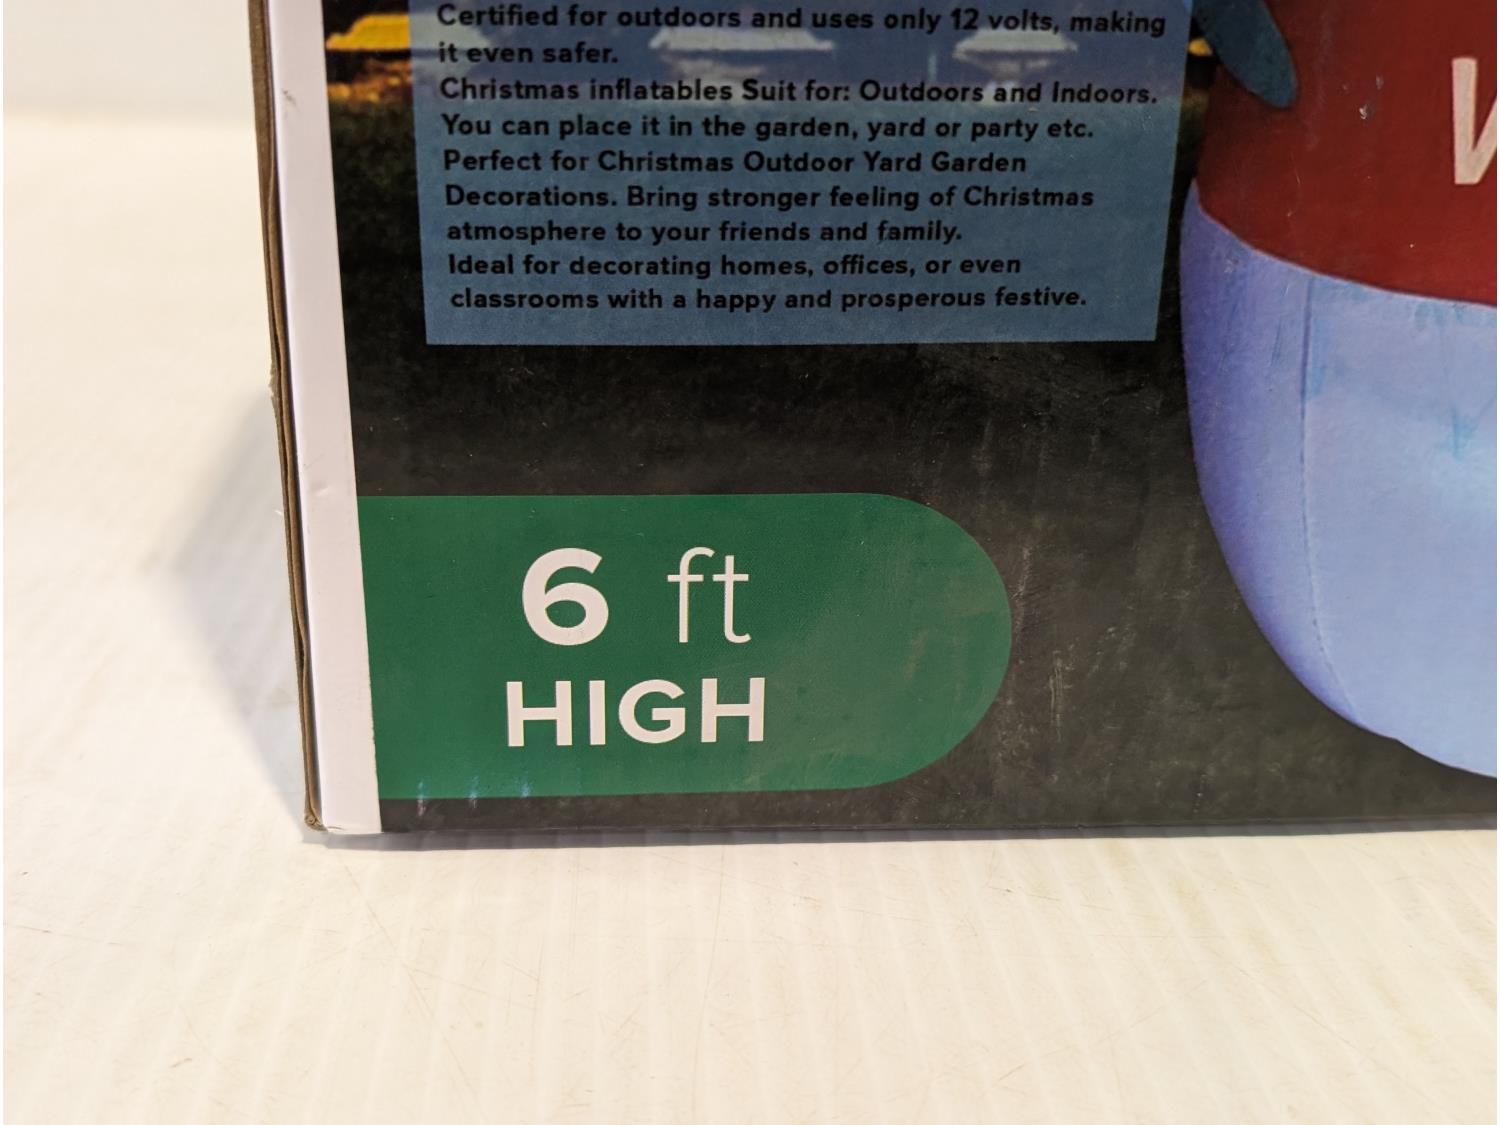 Certified for outdoors and uses only 12 volts, making
it even safer.
Christmas inflatables Suit for: Outdoors and Indoors.
You can place it in the garden, yard or party etc.
Perfect for Christmas Outdoor Yard Garden
Decorations. Bring stronger feeling of Christmas
atmosphere to your friends and family.
Ideal for decorating homes, offices, or even
classrooms with a happy and prosperous festive.
6 ft
HIGH